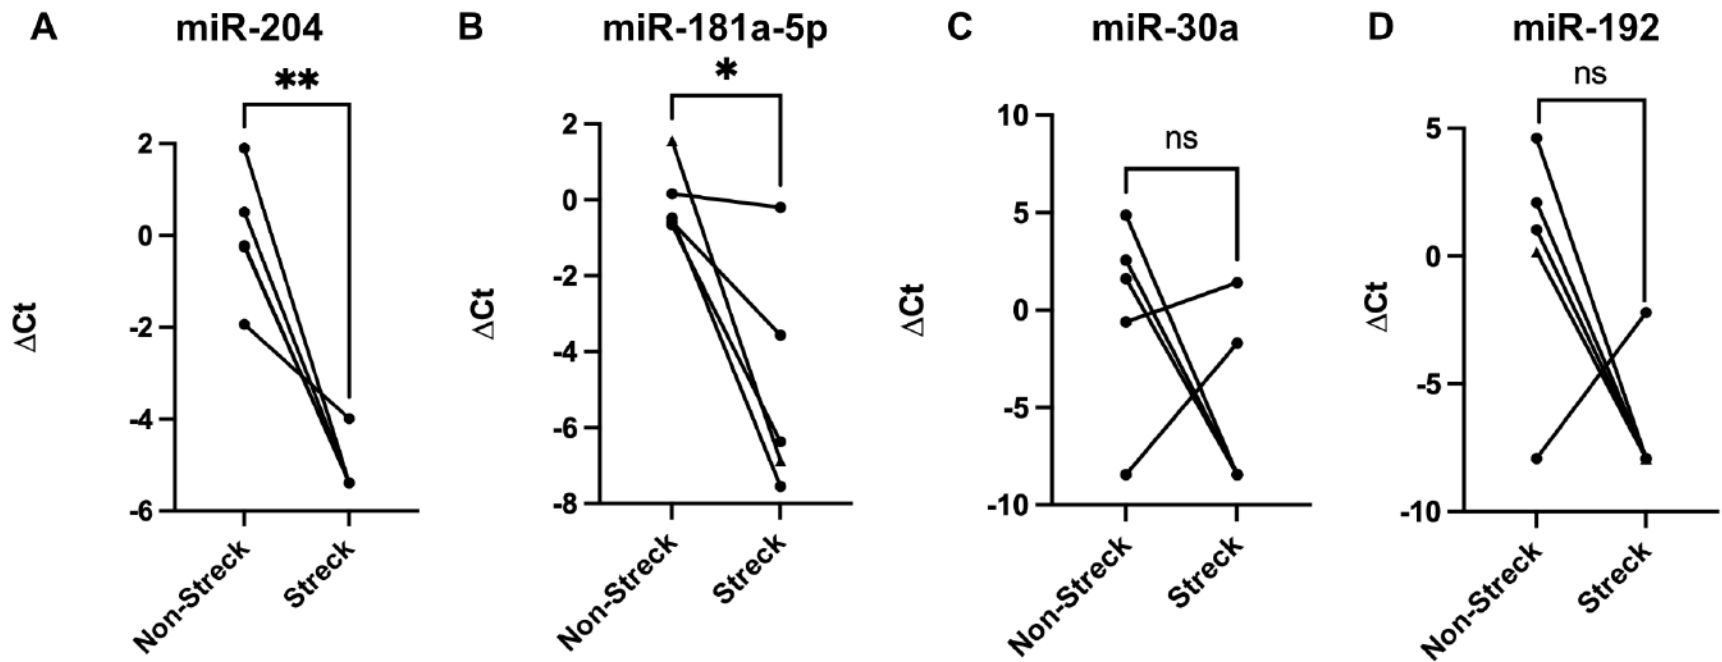 A miR-204
**
2
0
-2
-4
-6
ΔCt
Non-Streck
Streck
B miR-181a-5p
*
2
0
-2
-4
-6
-8
ΔCt
Non-Streck
Streck
C miR-30a
ns
10
5
0
-5
-10
ΔCt
Non-Streck
Streck
D miR-192
ns
5
0
-5
-10
ΔCt
Non-Streck
Streck